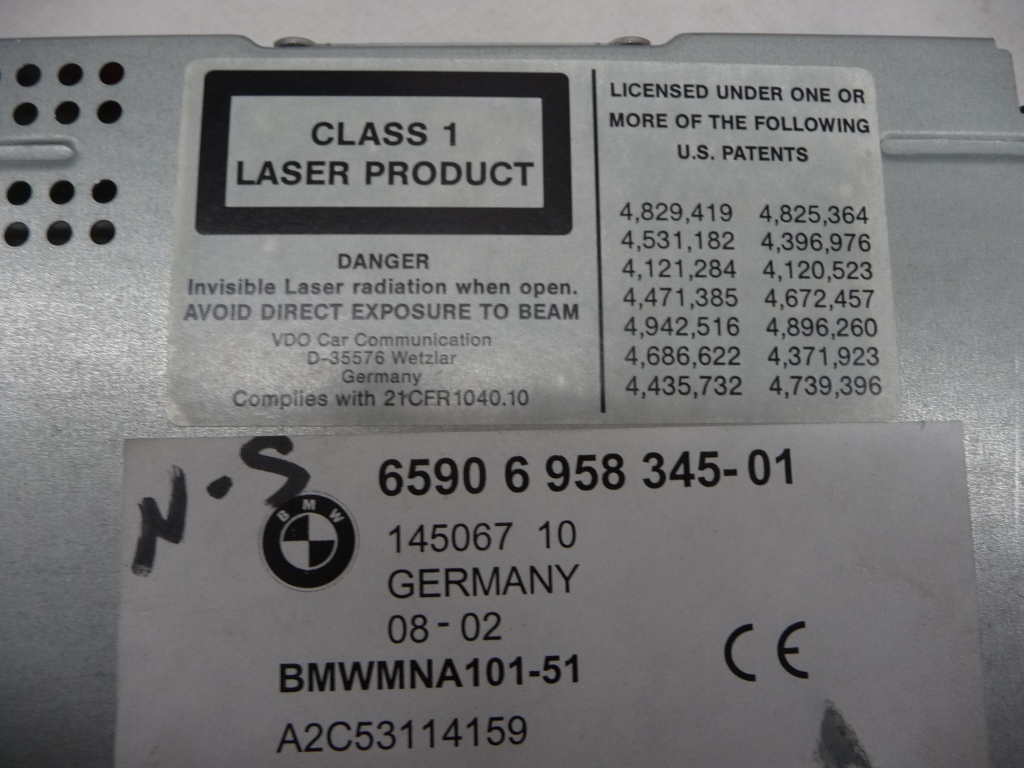 CLASS 1
LASER PRODUCT
DANGER
Invisible Laser radiation when open.
AVOID DIRECT EXPOSURE TO BEAM
VDO Car Communication
D-35576 Wetzlar
Germany
Complies with 21CFR1040.10
LICENSED UNDER ONE OR
MORE OF THE FOLLOWING
U.S. PATENTS
4,829,419 4,825,364
4,531,182 4,396,976
4,121,284 4,120,523
4,471,385 4,672,457
4,942,516 4,896,260
4,686,622 4,371,923
4,435,732 4,739,396
N-S
BMW
6590 6 958 345-01
145067 10
GERMANY
08-02
BMWMNA101-51
A2C53114159
CE